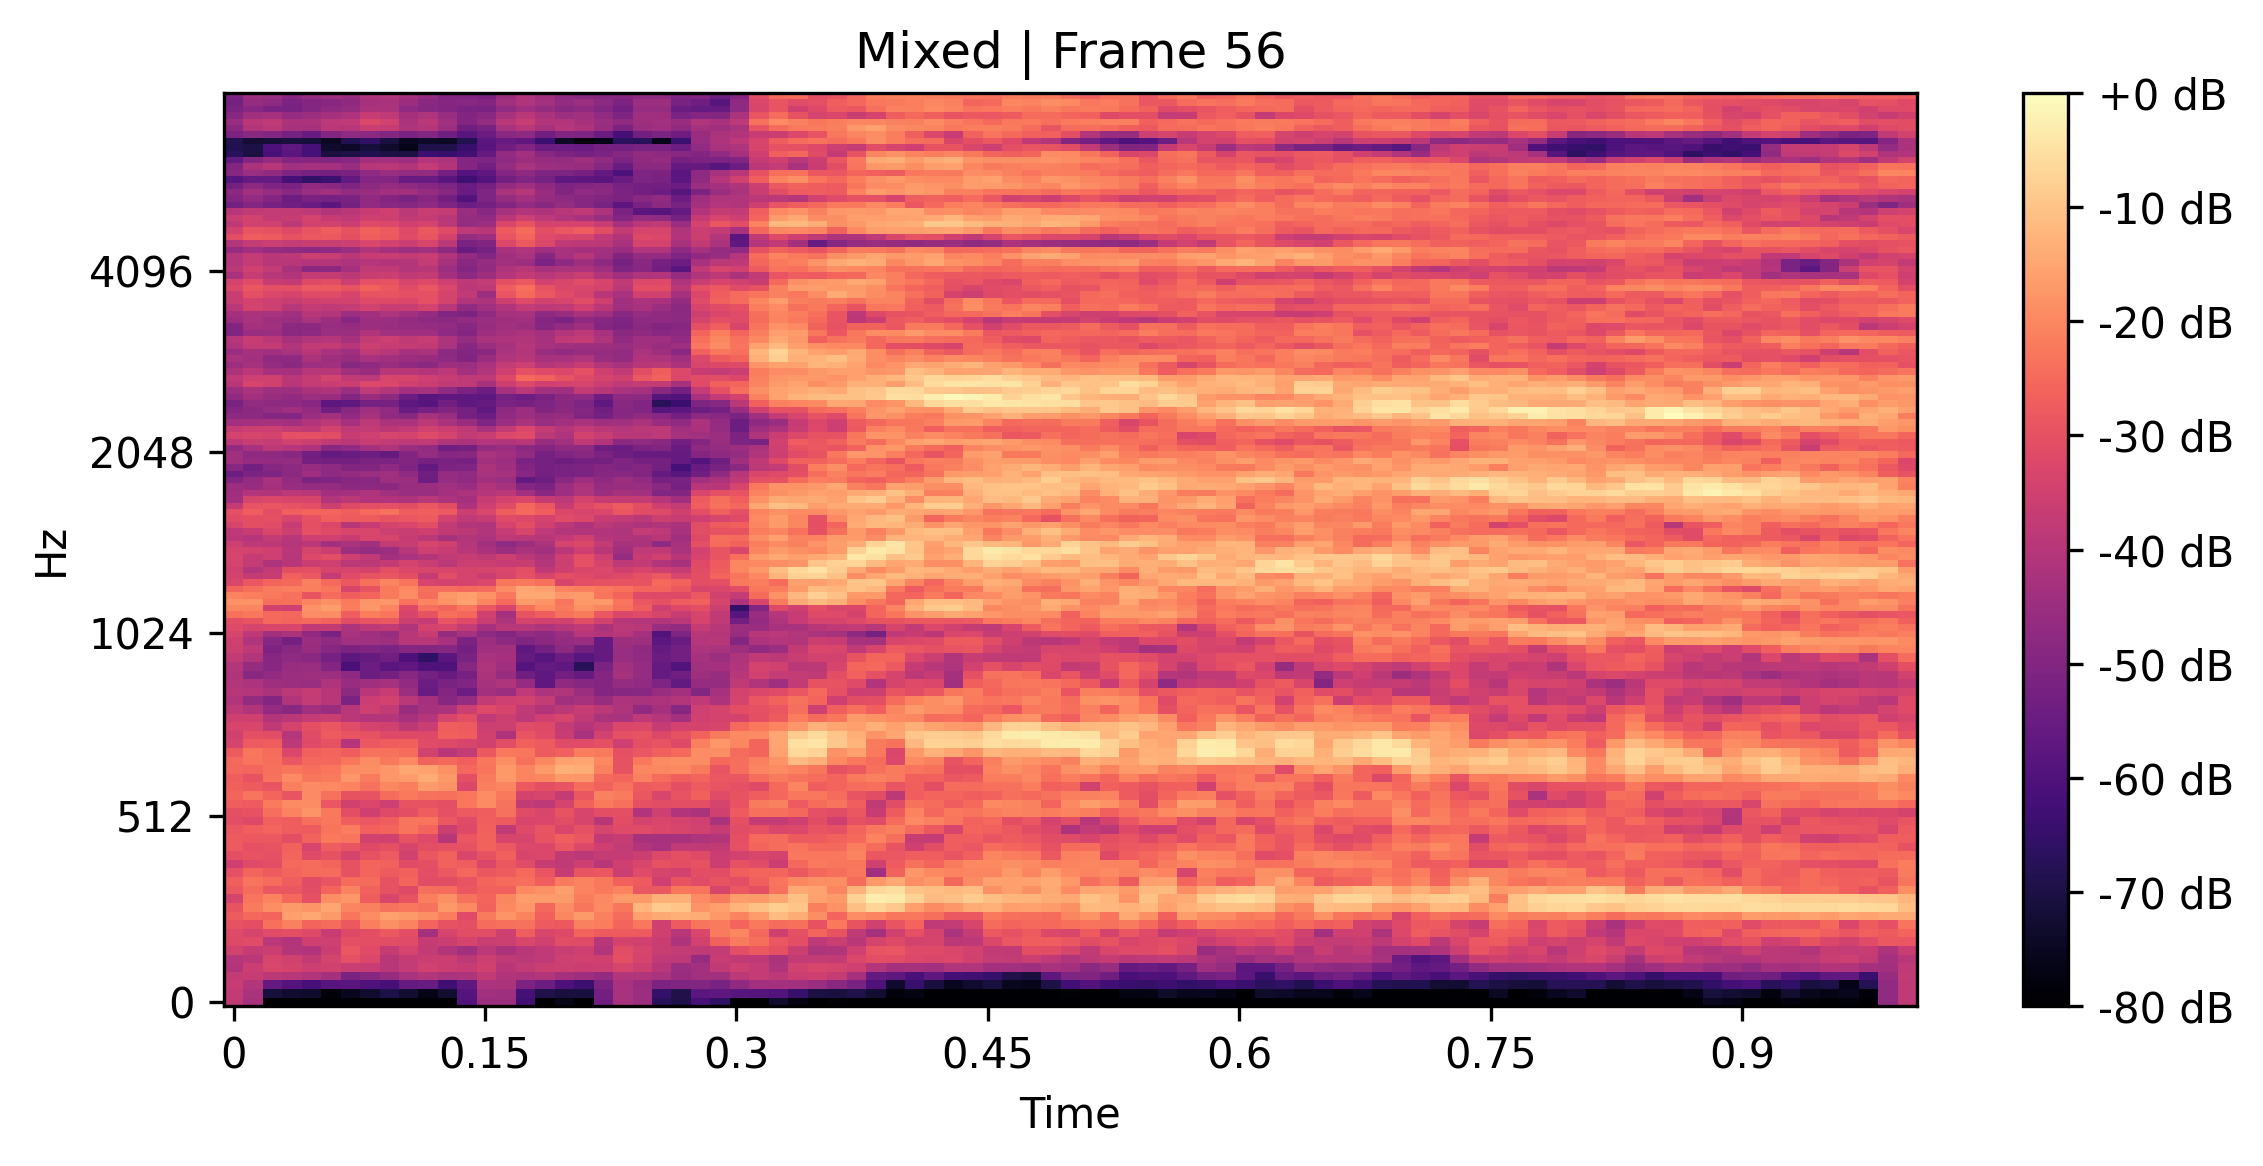 Mixed | Frame 56
+0 dB
-10 dB
-20 dB
-30 dB
-40 dB
-50 dB
-60 dB
-70 dB
-80 dB
Hz
4096
2048
1024
512
0
0 0.15 0.3 0.45 0.6 0.75 0.9
Time